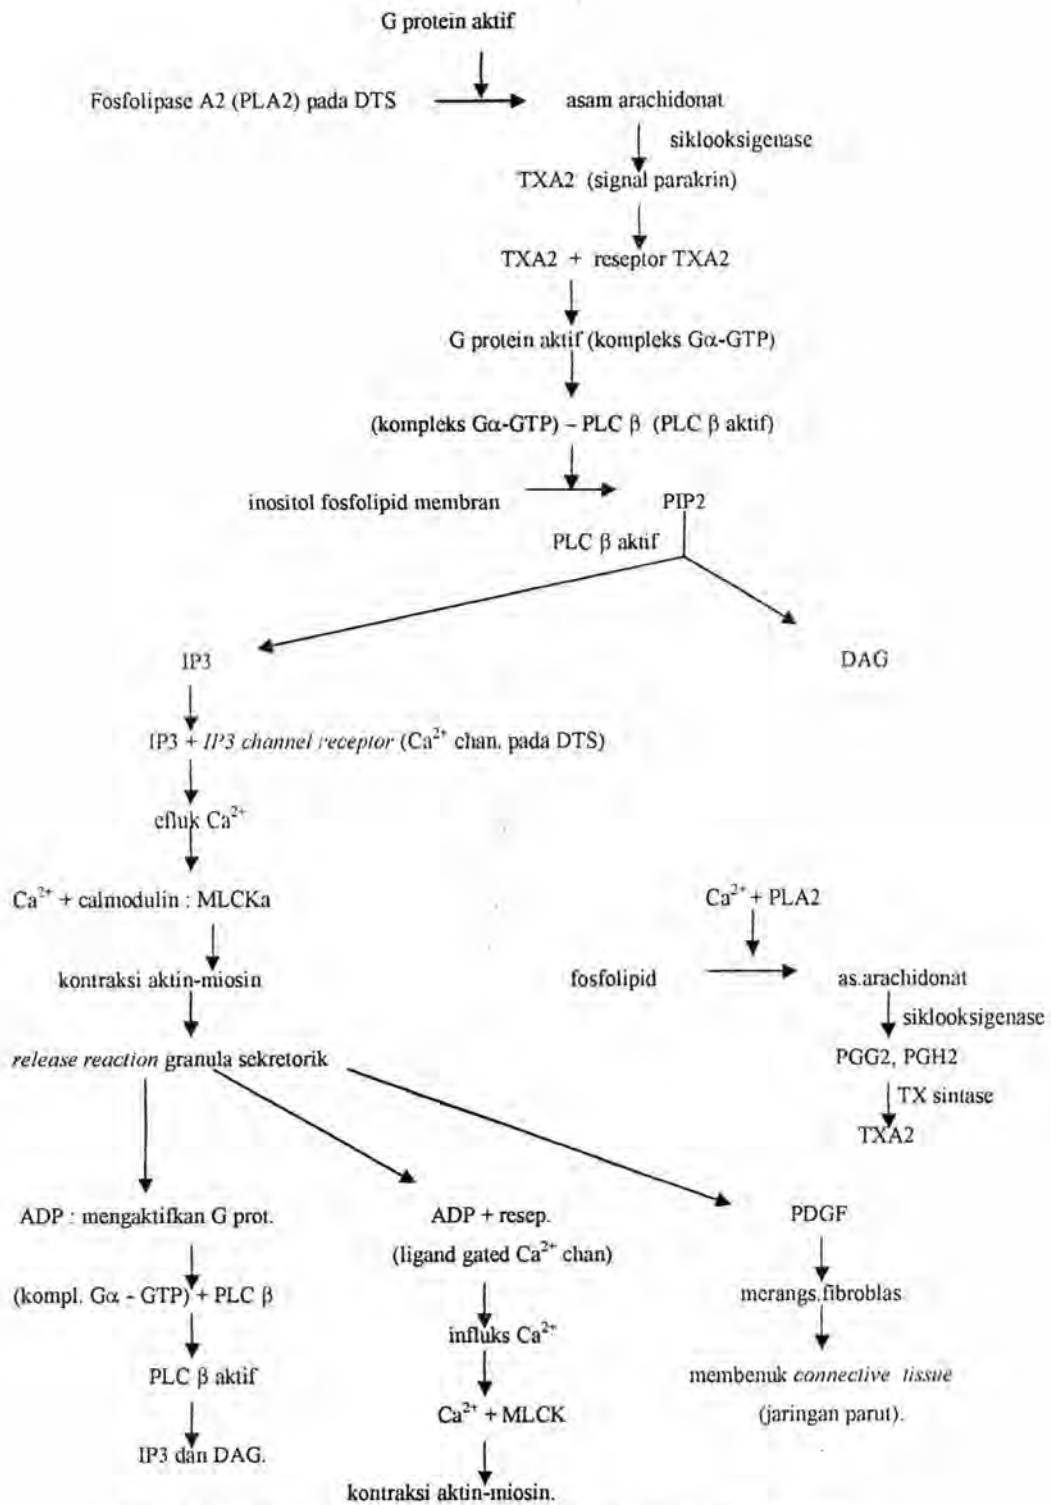 G protein aktif
Fosfolipase A2 (PLA2) pada DTS
asam arachidonat
siklooksigenase
TXA2 (signal parakrin)
TXA2 + reseptor TXA2
G protein aktif (kompleks Gα-GTP)
(kompleks Gα-GTP) – PLC β (PLC β aktif)
inositol fosfolipid membran
PIP2
PLC β aktif
IP3
DAG
IP3 + IP3 channel receptor (Ca²⁺ chan. pada DTS)
efluk Ca²⁺
Ca²⁺ + calmodulin : MLCKa
Ca²⁺ + PLA2
kontraksi aktin-miosin
fosfolipid
as.arachidonat
siklooksigenase
release reaction granula sekretorik
PGG2, PGH2
TX sintase
TXA2
ADP : mengaktifkan G prot.
ADP + resep.
PDGF
(ligand gated Ca²⁺ chan)
(kompl. Gα - GTP) + PLC β
merangs.fibroblas
influks Ca²⁺
PLC β aktif
membenuk connective tissue
Ca²⁺ + MLCK
(jaringan parut).
IP3 dan DAG.
kontraksi aktin-miosin.